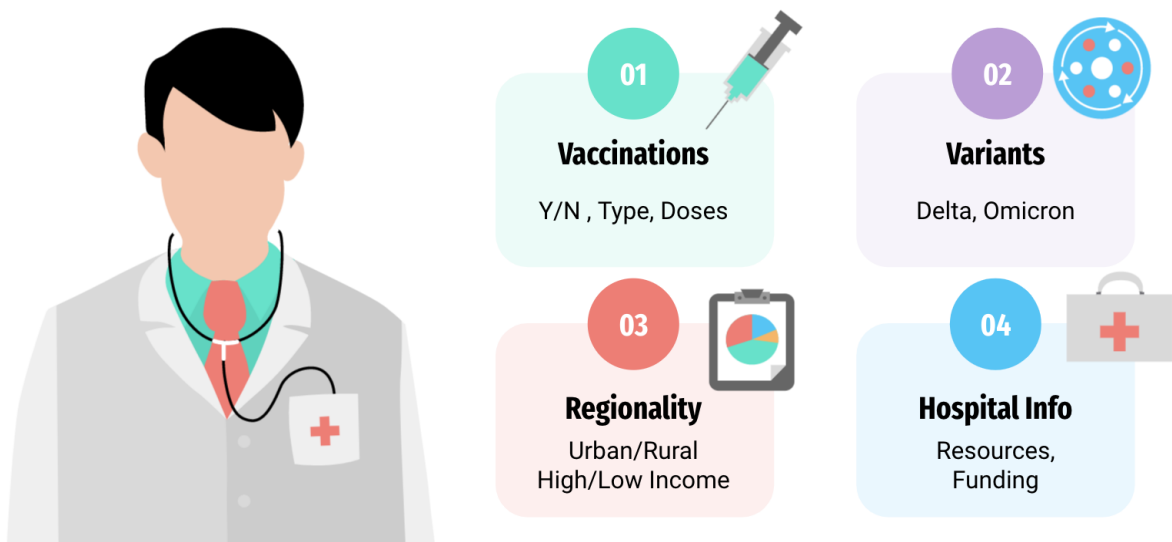 01
Vaccinations
Y/N , Type, Doses
02
Variants
Delta, Omicron
03
Regionality
Urban/Rural
High/Low Income
04
Hospital Info
Resources,
Funding